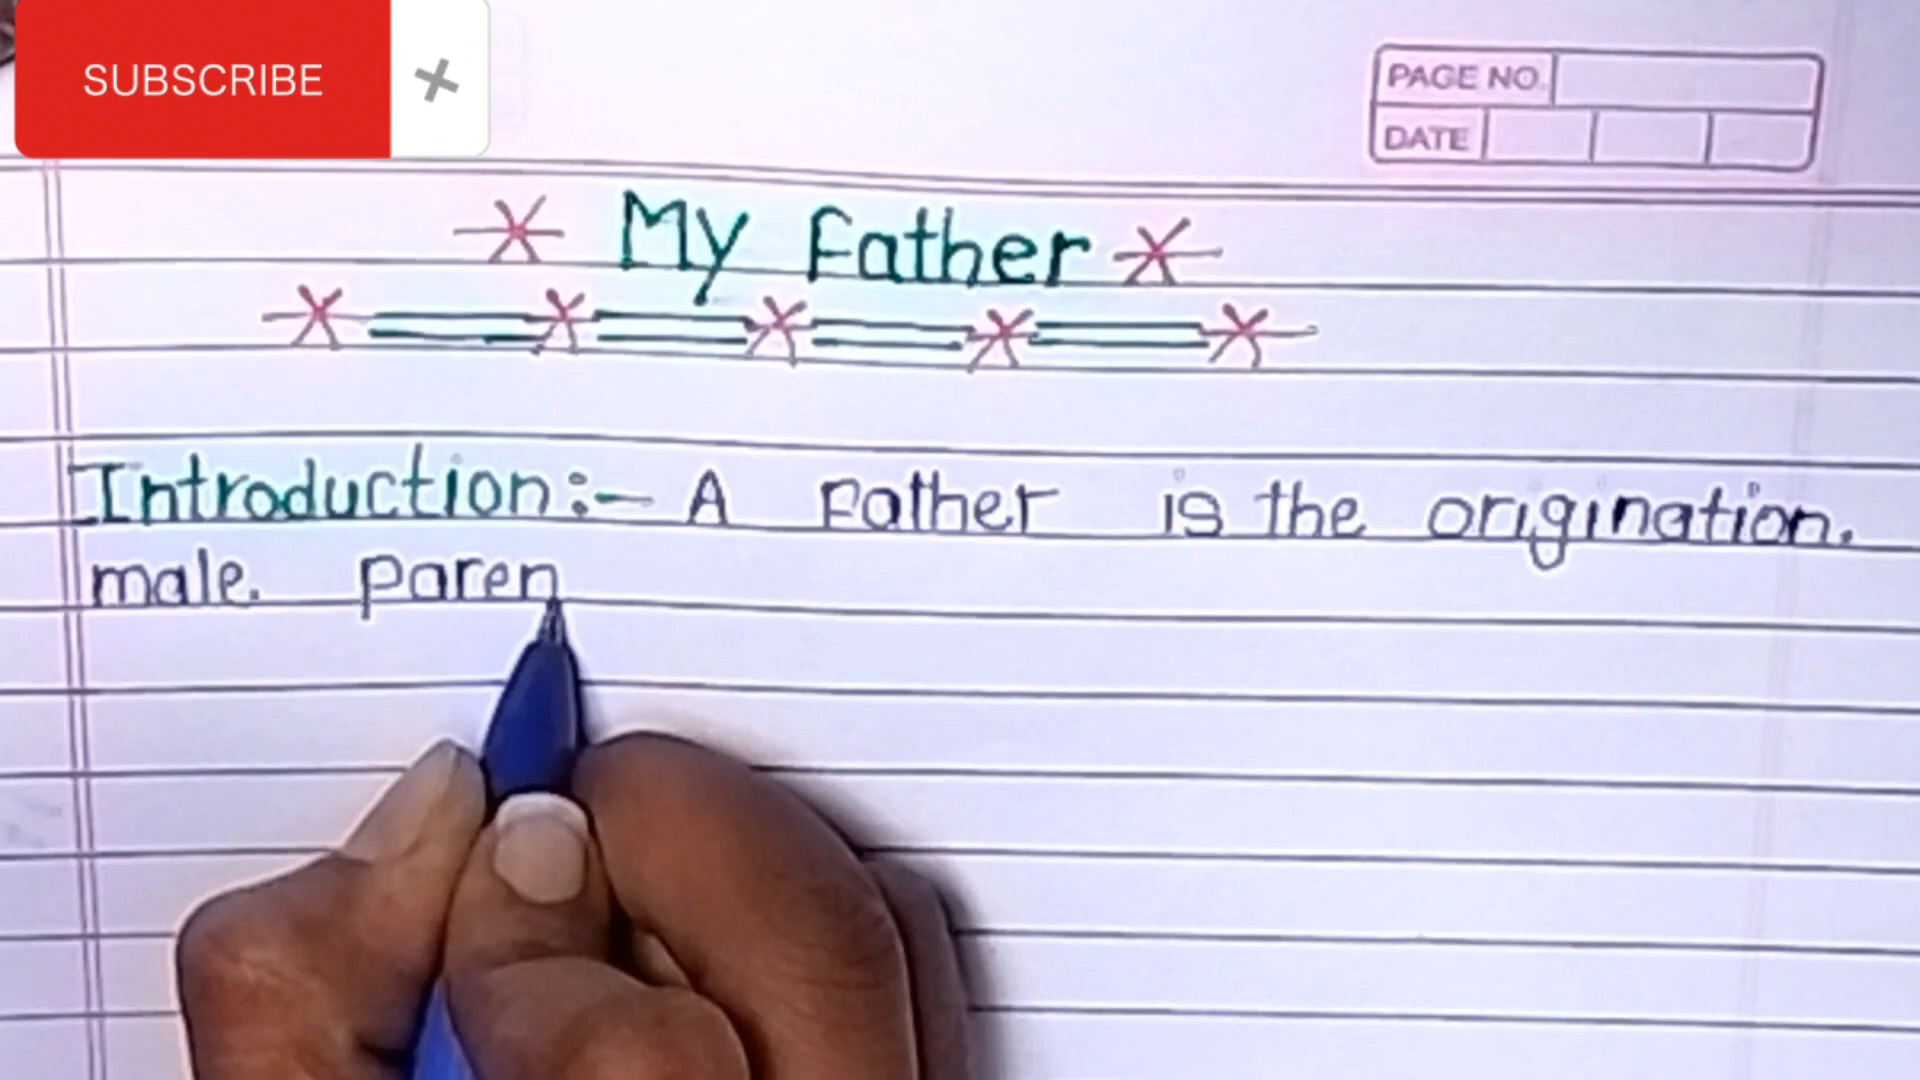 SUBSCRIBE
PAGE NO.
DATE
My Father
Introduction:- A Father is the origination.
male. paren